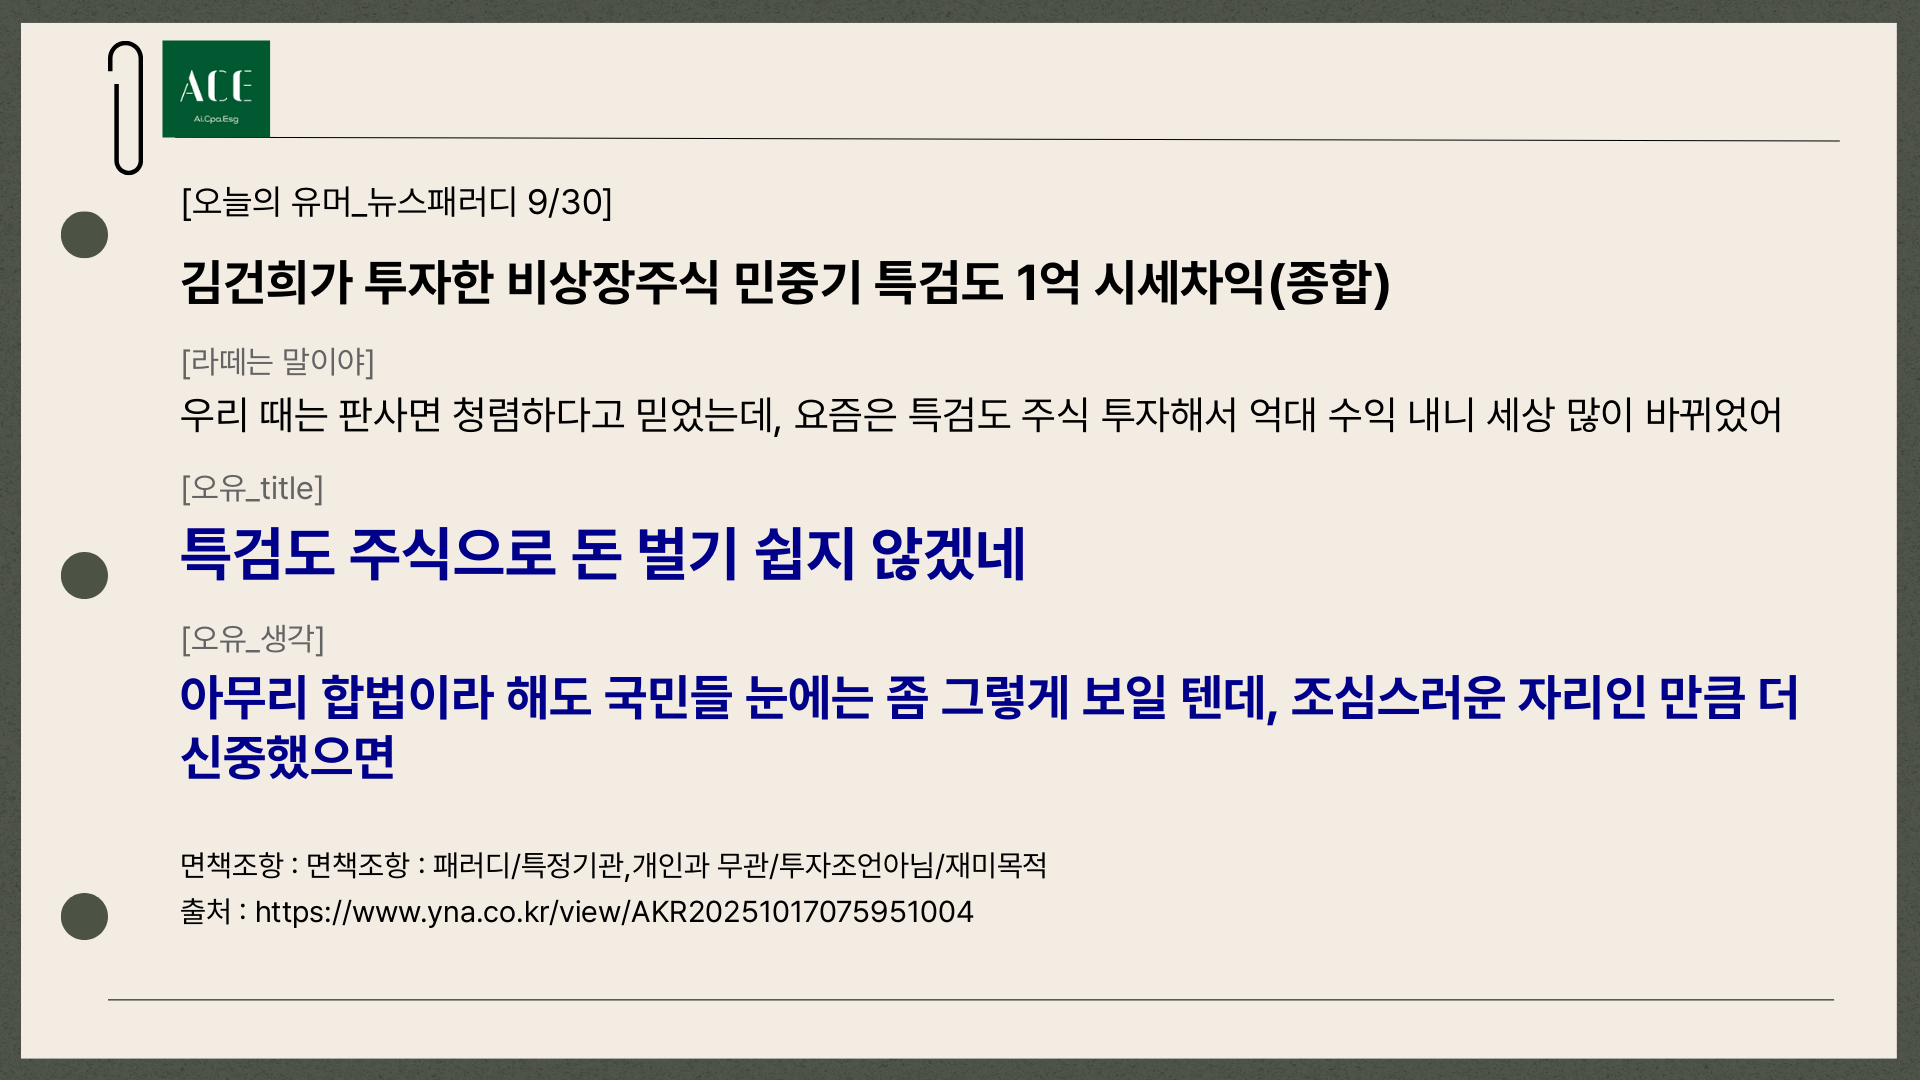 ACE
Ai.Cpa.Esg
[오늘의 유머_뉴스패러디 9/30]
김건희가 투자한 비상장주식 민중기 특검도 1억 시세차익(종합)
[라떼는 말이야]
우리 때는 판사면 청렴하다고 믿었는데, 요즘은 특검도 주식 투자해서 억대 수익 내니 세상 많이 바뀌었어
[오유_title]
특검도 주식으로 돈 벌기 쉽지 않겠네
[오유_생각]
아무리 합법이라 해도 국민들 눈에는 좀 그렇게 보일 텐데, 조심스러운 자리인 만큼 더
신중했으면
면책조항 : 면책조항 : 패러디/특정기관,개인과 무관/투자조언아님/재미목적
출처 : https://www.yna.co.kr/view/AKR20251017075951004